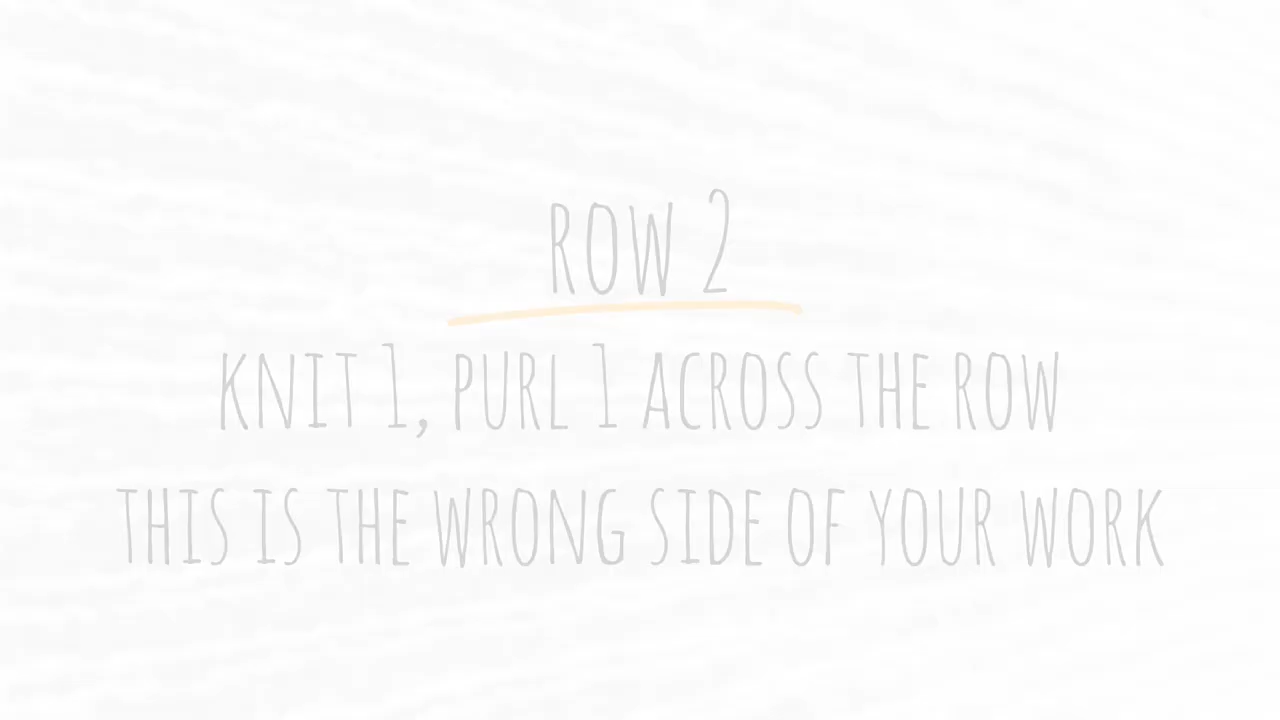 ROW 2
KNIT 1, PURL 1 ACROSS THE ROW
THIS IS THE WRONG SIDE OF YOUR WORK